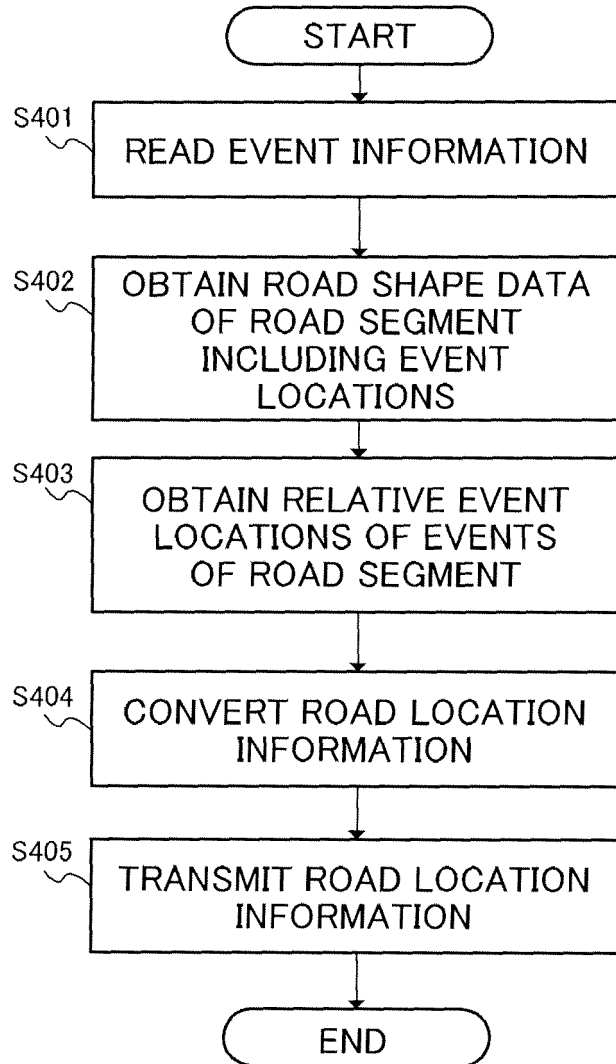 START
S401
READ EVENT INFORMATION
S402
OBTAIN ROAD SHAPE DATA
OF ROAD SEGMENT
INCLUDING EVENT
LOCATIONS
S403
OBTAIN RELATIVE EVENT
LOCATIONS OF EVENTS
OF ROAD SEGMENT
S404
CONVERT ROAD LOCATION
INFORMATION
S405
TRANSMIT ROAD LOCATION
INFORMATION
END